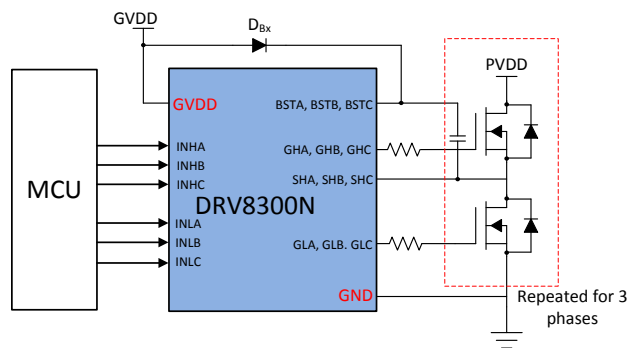 GVDD
DBx
PVDD
GVDD
BSTA, BSTB, BSTC
INHA
GHA, GHB, GHC
INHB
INHC
SHA, SHB, SHC
MCU
DRV8300N
INLA
INLB
GLA, GLB. GLC
INLC
GND
Repeated for 3
phases